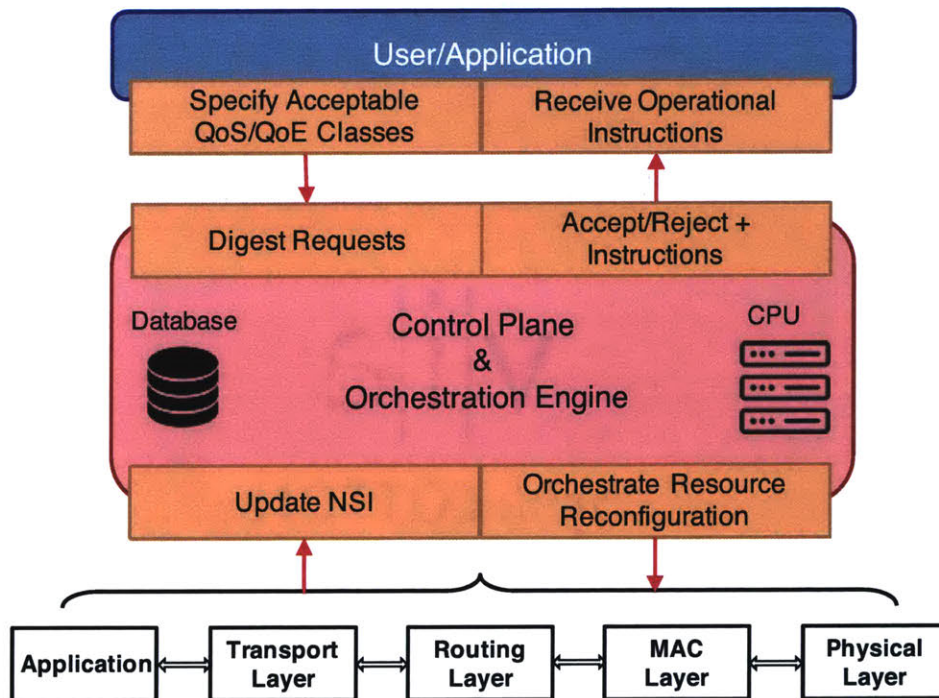 User/Application
Specify Acceptable
QoS/QoE Classes
Receive Operational
Instructions
Digest Requests
Accept/Reject +
Instructions
Database
Control Plane
&
Orchestration Engine
CPU
Update NSI
Orchestrate Resource
Reconfiguration
Application
Transport
Layer
Routing
Layer
MAC
Layer
Physical
Layer